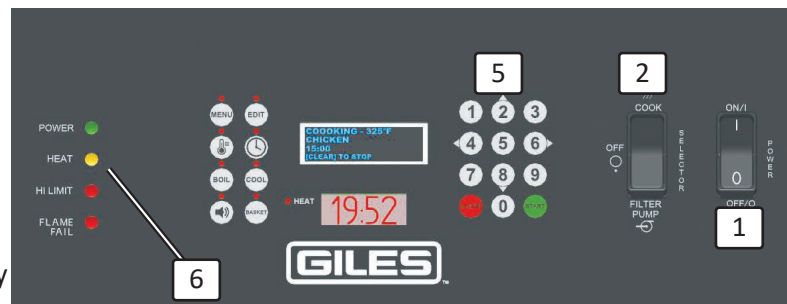 5
2
1
6
POWER
HEAT
HI LIMIT
FLAME
FAIL
MENU
EDIT
BOIL
COOL
BASKET
COOOKING - 325°F
CHICKEN
15:00
[CLEAR] TO STOP
HEAT
19:52
GILES
TM
1 2 3
4 5 6
7 8 9
0 START
COOK
OFF
FILTER
PUMP
SELECTOR
ON/I
I
0
OFF/O
POWER
y